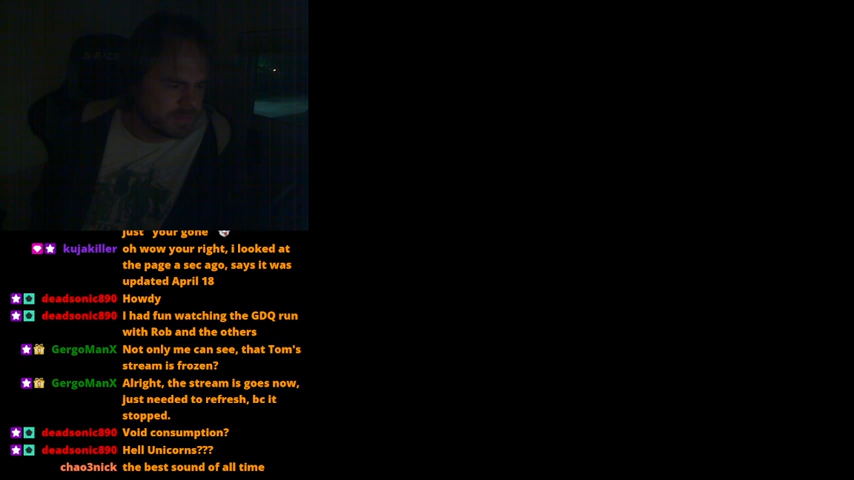 just "your gone"
kujakiller oh wow your right, i looked at
the page a sec ago, says it was
updated April 18
deadsonic890 Howdy
deadsonic890 I had fun watching the GDQ run
with Rob and the others
GergoManX Not only me can see, that Tom's
stream is frozen?
GergoManX Alright, the stream is goes now,
just needed to refresh, bc it
stopped.
deadsonic890 Void consumption?
deadsonic890 Hell Unicorns???
chao3nick the best sound of all time